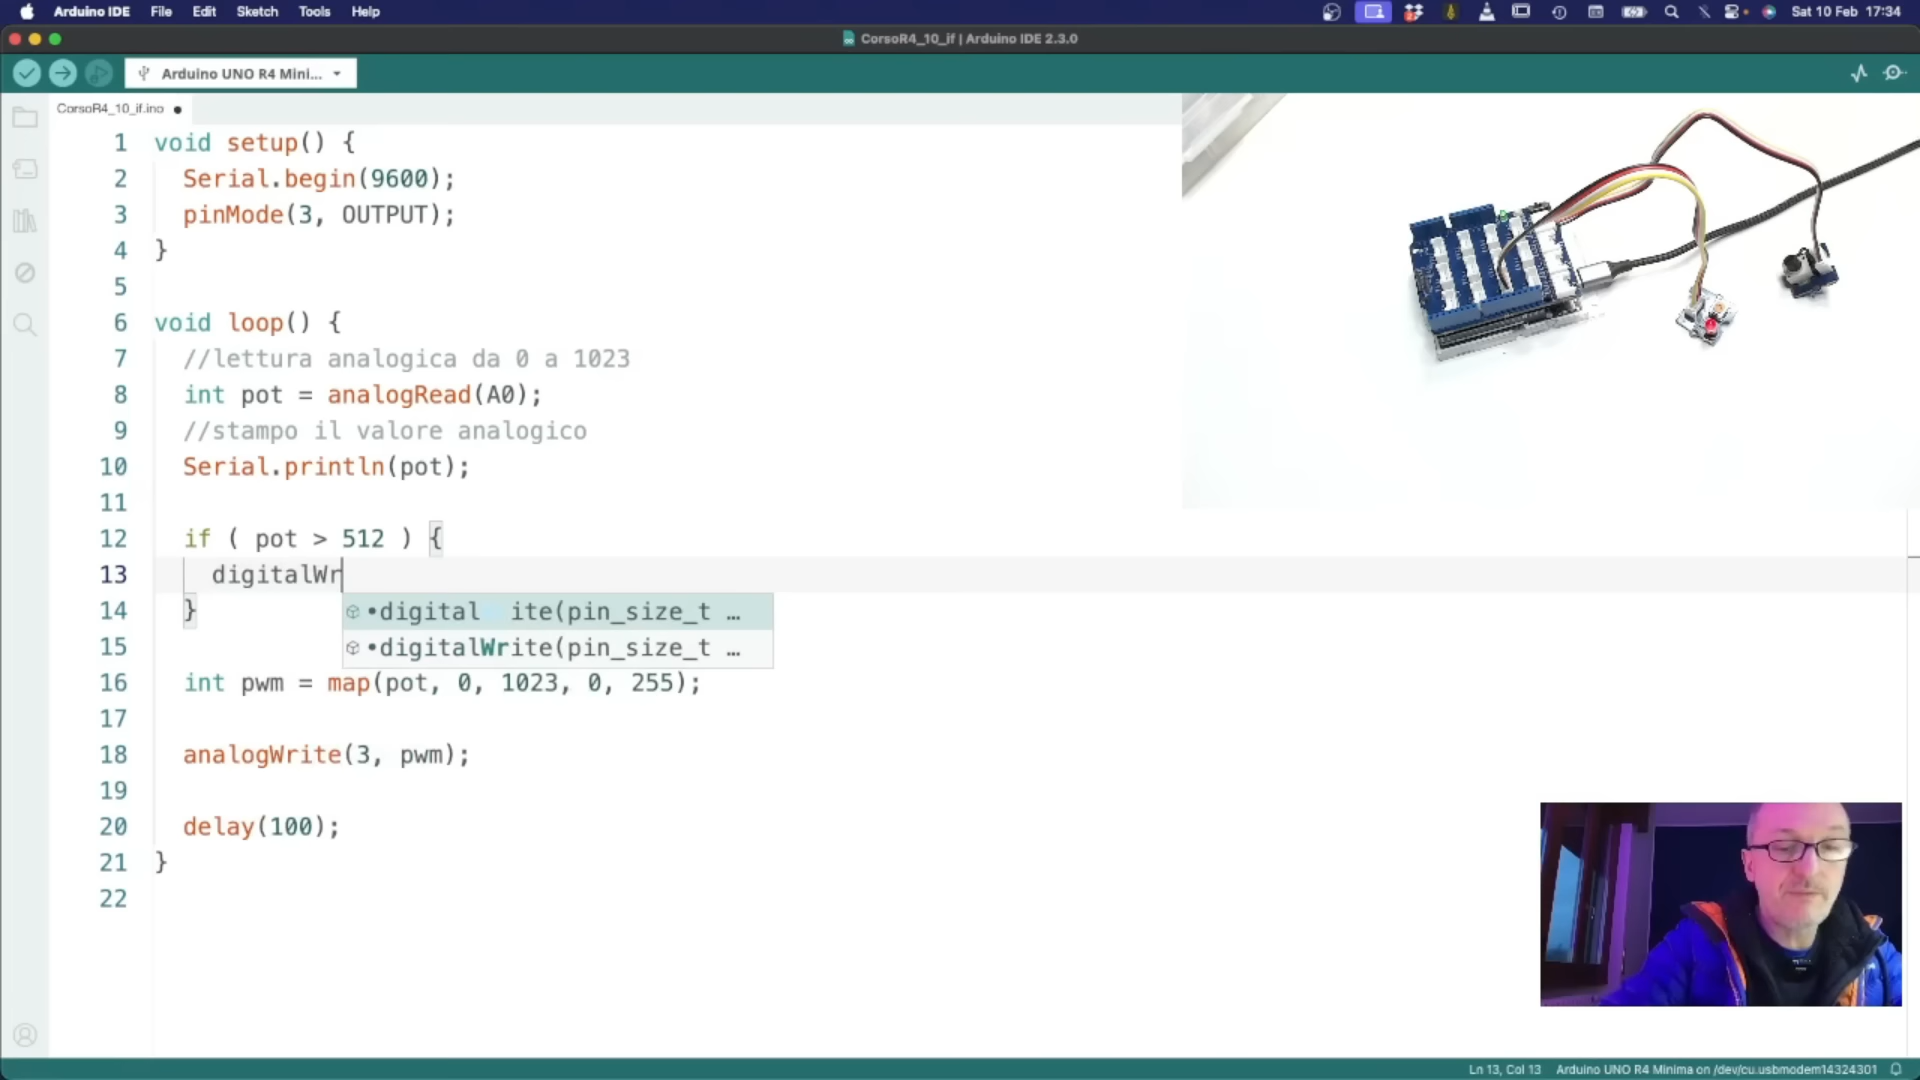 Arduino IDE File Edit Sketch Tools Help
Sat 10 Feb 17:34
CorsoR4_10_if | Arduino IDE 2.3.0
Arduino UNO R4 Mini...
CorsoR4_10_if.ino
1 void setup() {
2 Serial.begin(9600);
3 pinMode(3, OUTPUT);
4 }
5
6 void loop() {
7 //lettura analogica da 0 a 1023
8 int pot = analogRead(A0);
9 //stampo il valore analogico
10 Serial.println(pot);
11
12 if ( pot > 512 ) {
13 digitalWr
14 }
•digital ite(pin_size_t …
15
•digitalWrite(pin_size_t …
16 int pwm = map(pot, 0, 1023, 0, 255);
17
18 analogWrite(3, pwm);
19
20 delay(100);
21 }
22
Ln 13, Col 13 Arduino UNO R4 Minima on /dev/cu.usbmodem14324301